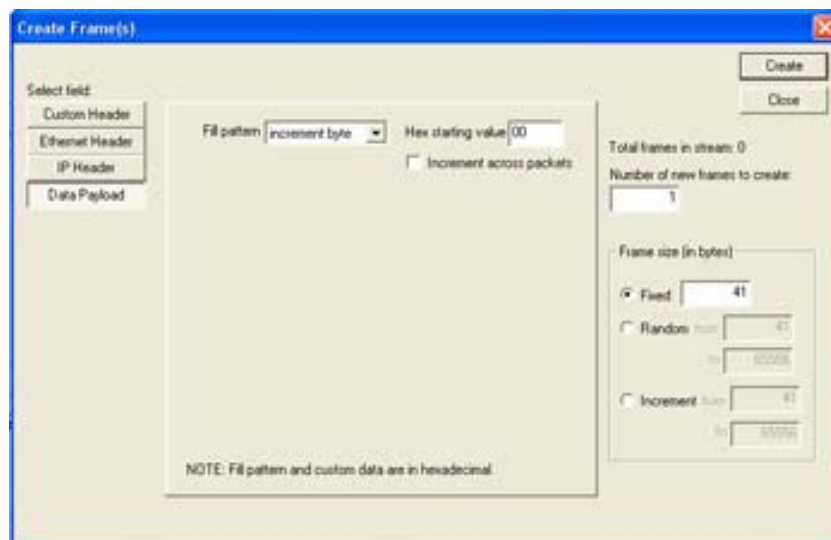 Create Frame(s)
Create
Close
Select field:
Custom Header
Ethernet Header
IP Header
Data Payload
Fill pattern increment byte Hex starting value 00
Increment across packets
NOTE: Fill pattern and custom data are in hexadecimal.
Total frames in stream: 0
Number of new frames to create:
1
Frame size (in bytes)
Fixed 41
Random from 41
to
Increment from 41
to